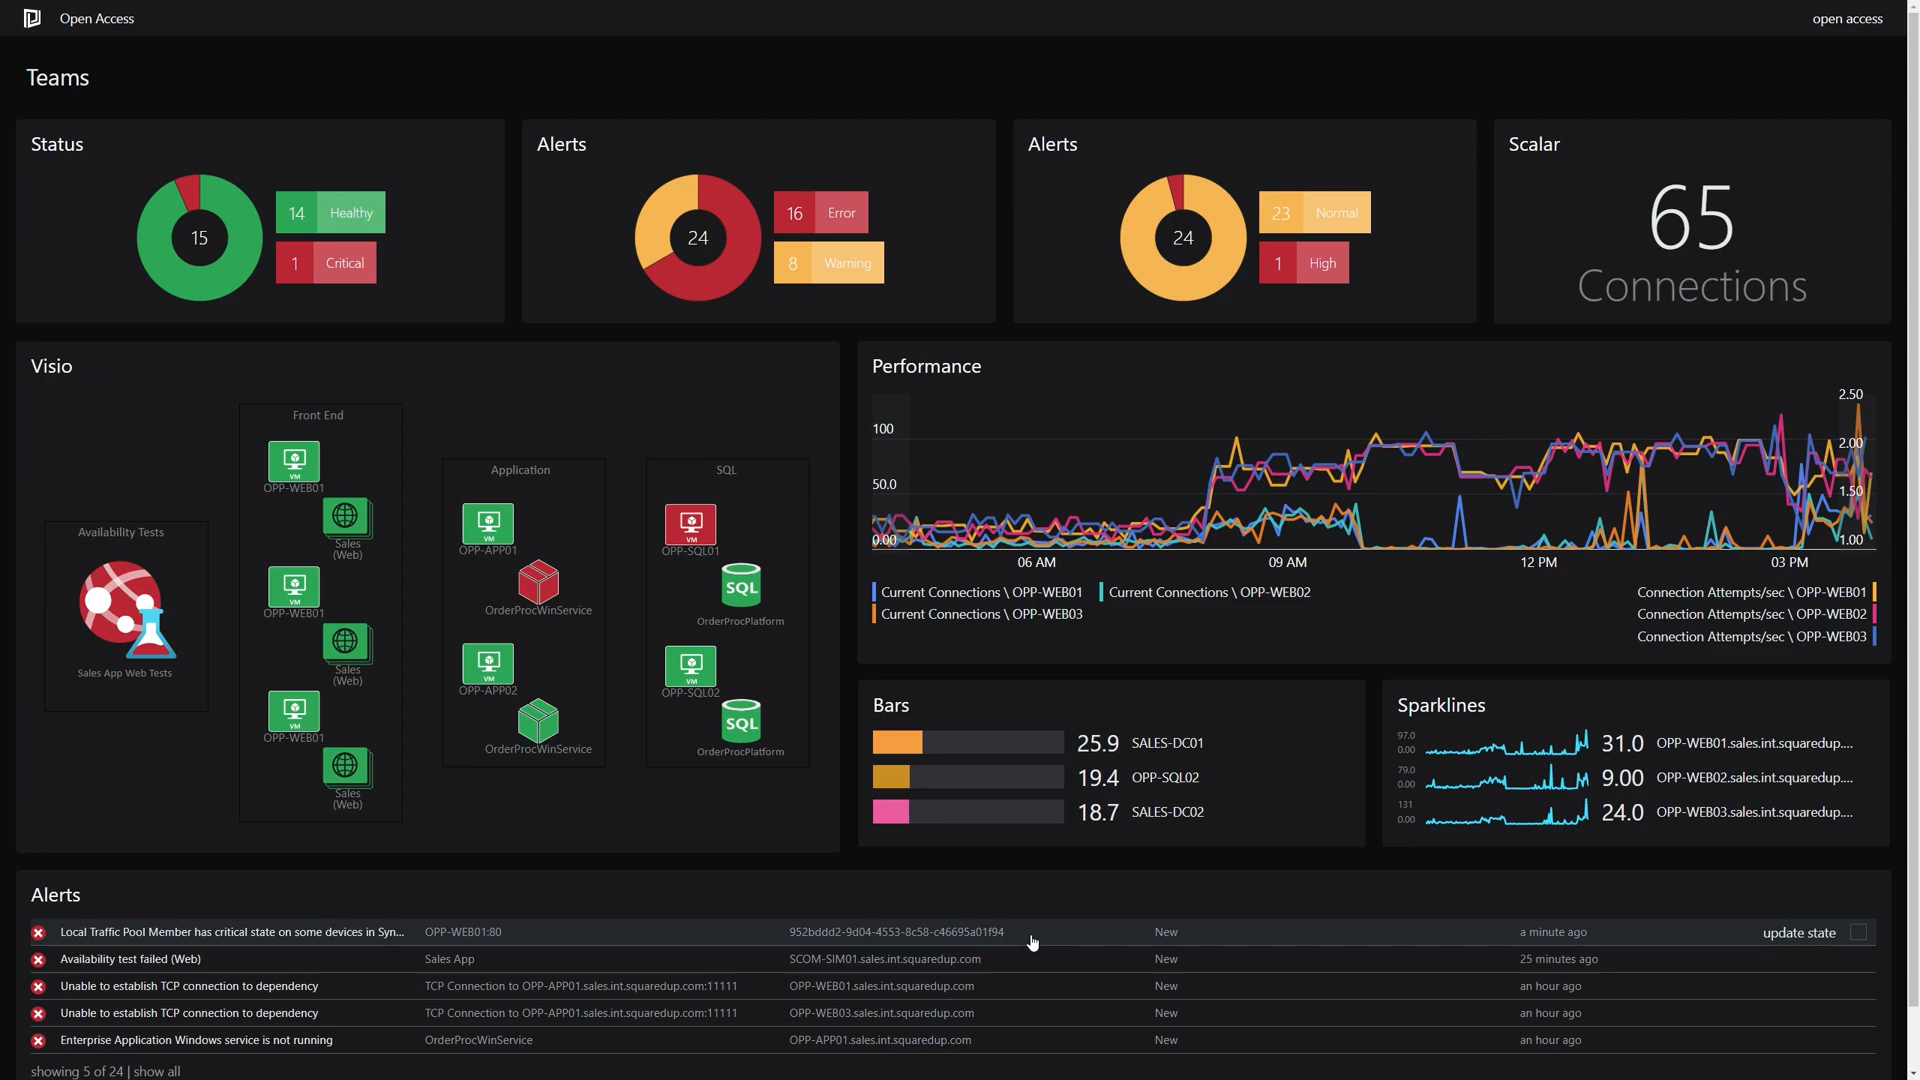 Open Access
open access
Teams
Status
15
14 Healthy
1 Critical
Alerts
24
16 Error
8 Warning
Alerts
24
23 Normal
1 High
Scalar
65
Connections
Visio
Availability Tests
Sales App Web Tests
Front End
VM
OPP-WEB01
Sales
(Web)
VM
OPP-WEB01
Sales
(Web)
VM
OPP-WEB01
Sales
(Web)
Application
VM
OPP-APP01
OrderProcWinService
VM
OPP-APP02
OrderProcWinService
SQL
VM
OPP-SQL01
SQL
OrderProcPlatform
VM
OPP-SQL02
SQL
OrderProcPlatform
Performance
100
50.0
0.00
2.50
2.00
1.50
1.00
06 AM
09 AM
12 PM
03 PM
Current Connections \ OPP-WEB01
Current Connections \ OPP-WEB02
Current Connections \ OPP-WEB03
Connection Attempts/sec \ OPP-WEB01
Connection Attempts/sec \ OPP-WEB02
Connection Attempts/sec \ OPP-WEB03
Bars
25.9 SALES-DC01
19.4 OPP-SQL02
18.7 SALES-DC02
Sparklines
97.0
0.00
31.0 OPP-WEB01.sales.int.squaredup....
79.0
0.00
9.00 OPP-WEB02.sales.int.squaredup....
131
0.00
24.0 OPP-WEB03.sales.int.squaredup....
Alerts
Local Traffic Pool Member has critical state on some devices in Syn... OPP-WEB01:80 952bddd2-9d04-4553-8c58-c46695a01f94 New a minute ago update state
Availability test failed (Web) Sales App SCOM-SIM01.sales.int.squaredup.com New 25 minutes ago
Unable to establish TCP connection to dependency TCP Connection to OPP-APP01.sales.int.squaredup.com:11111 OPP-WEB01.sales.int.squaredup.com New an hour ago
Unable to establish TCP connection to dependency TCP Connection to OPP-APP01.sales.int.squaredup.com:11111 OPP-WEB03.sales.int.squaredup.com New an hour ago
Enterprise Application Windows service is not running OrderProcWinService OPP-APP01.sales.int.squaredup.com New an hour ago
showing 5 of 24 | show all